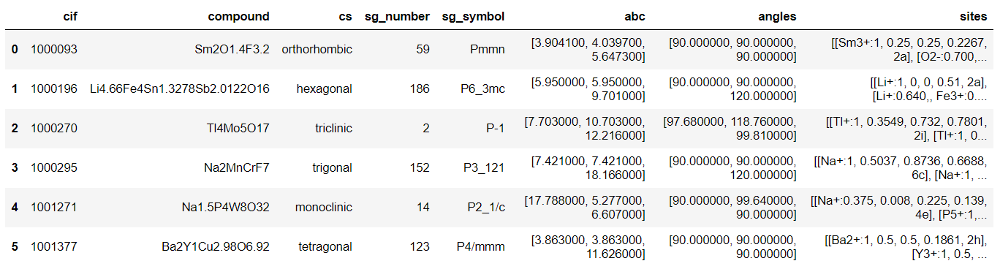 cif compound cs sg_number sg_symbol abc angles sites
0 1000093 Sm2O1.4F3.2 orthorhombic 59 Pmmn [3.904100, 4.039700, 5.647300] [90.000000, 90.000000, 90.000000] [[Sm3+:1, 0.25, 0.25, 0.2267, 2a], [O2-:0.700,...
1 1000196 Li4.66Fe4Sn1.3278Sb2.0122O16 hexagonal 186 P6_3mc [5.950000, 5.950000, 9.701000] [90.000000, 90.000000, 120.000000] [[Li+:1, 0, 0, 0.51, 2a], [Li+:0.640,, Fe3+:0....
2 1000270 Tl4Mo5O17 triclinic 2 P-1 [7.703000, 10.703000, 12.216000] [97.680000, 118.760000, 99.810000] [[Tl+:1, 0.3549, 0.732, 0.7801, 2i], [Tl+:1, 0...
3 1000295 Na2MnCrF7 trigonal 152 P3_121 [7.421000, 7.421000, 18.166000] [90.000000, 90.000000, 120.000000] [[Na+:1, 0.5037, 0.8736, 0.6688, 6c], [Na+:1, ...
4 1001271 Na1.5P4W8O32 monoclinic 14 P2_1/c [17.788000, 5.277000, 6.607000] [90.000000, 99.640000, 90.000000] [[Na+:0.375, 0.008, 0.225, 0.139, 4e], [P5+:1,...
5 1001377 Ba2Y1Cu2.98O6.92 tetragonal 123 P4/mmm [3.863000, 3.863000, 11.626000] [90.000000, 90.000000, 90.000000] [[Ba2+:1, 0.5, 0.5, 0.1861, 2h], [Y3+:1, 0.5, ...